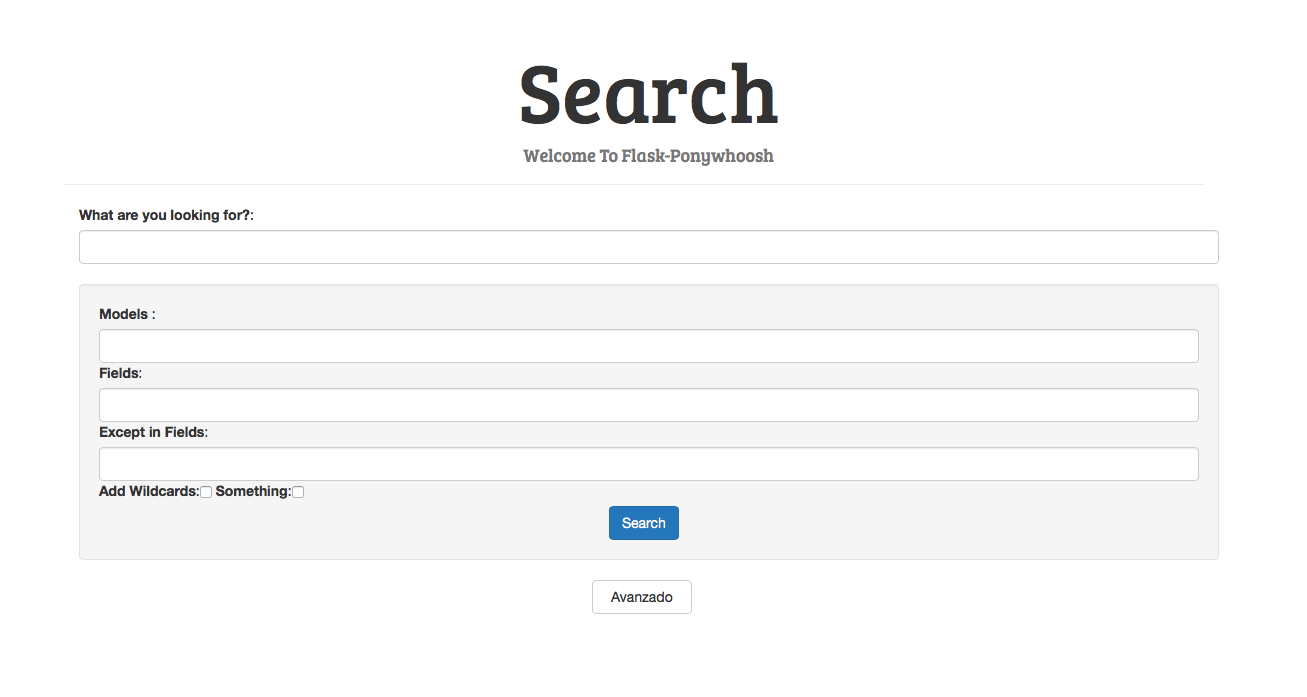 Search
Welcome To Flask-Ponywhoosh
What are you looking for?:
Models :
Fields:
Except in Fields:
Add Wildcards: Something:
Search
Avanzado